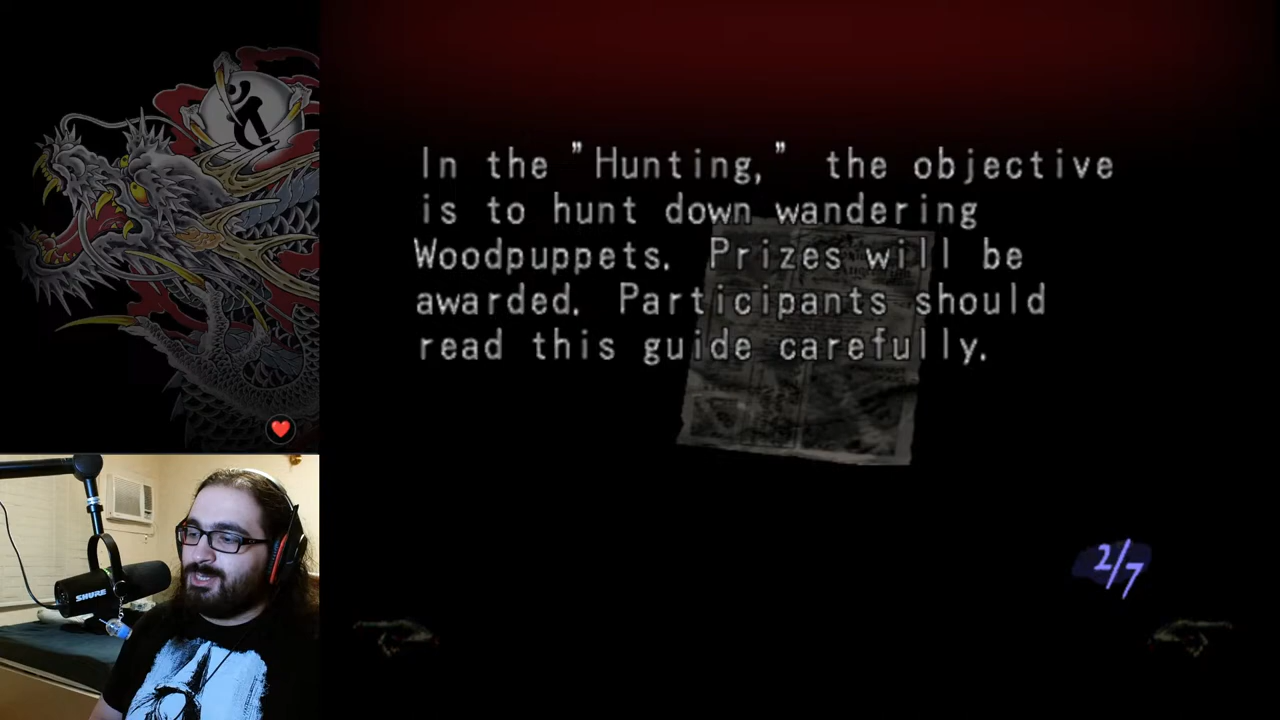 In the "Hunting," the objective
is to hunt down wandering
Woodpuppets. Prizes will be
awarded. Participants should
read this guide carefully.
2/7
SHURE